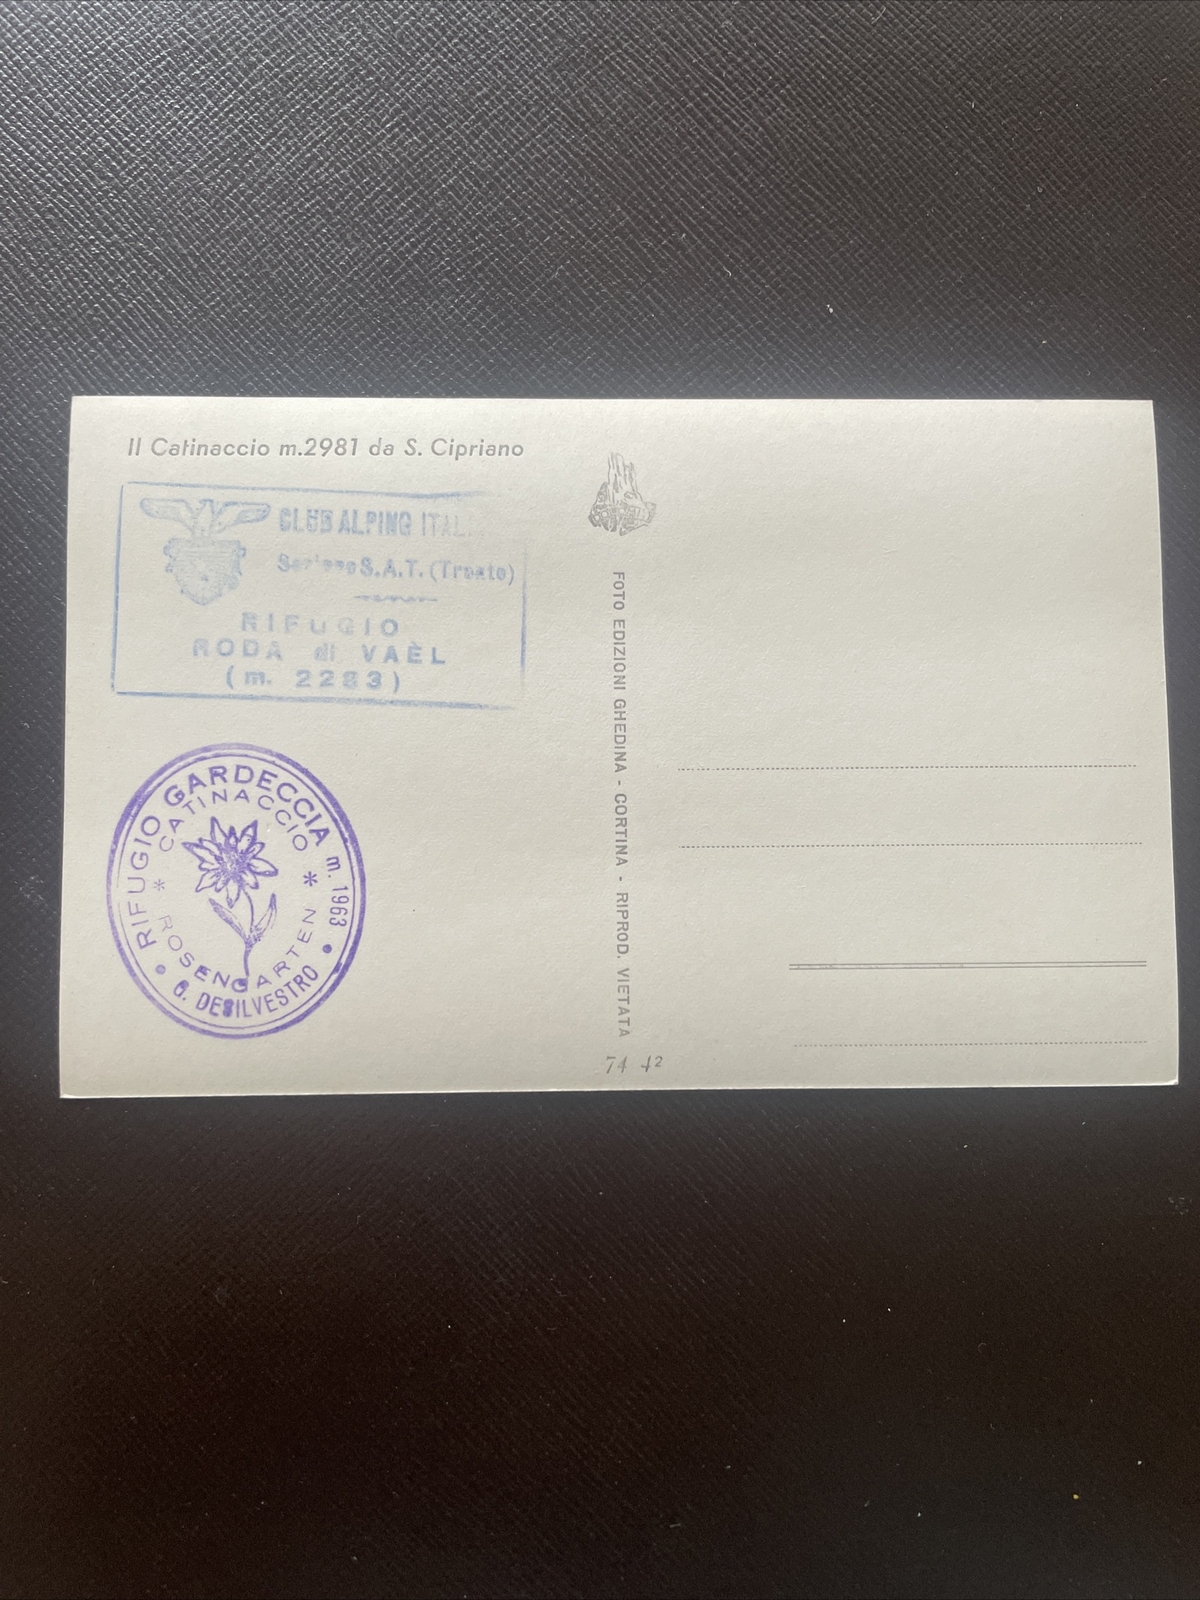 Il Catinaccio m.2981 da S. Cipriano
CLUB ALPINO ITAL
Sezione S.A.T. (Trento)
RIFUGIO
RODA di VAÈL
(m. 2283)
RIFUGIO GARDECCIA m. 1963
CATINACCIO
* ROSENGARTEN *
G. DESILVESTRO
FOTO EDIZIONI GHEDINA - CORTINA - RIPROD. VIETATA
74